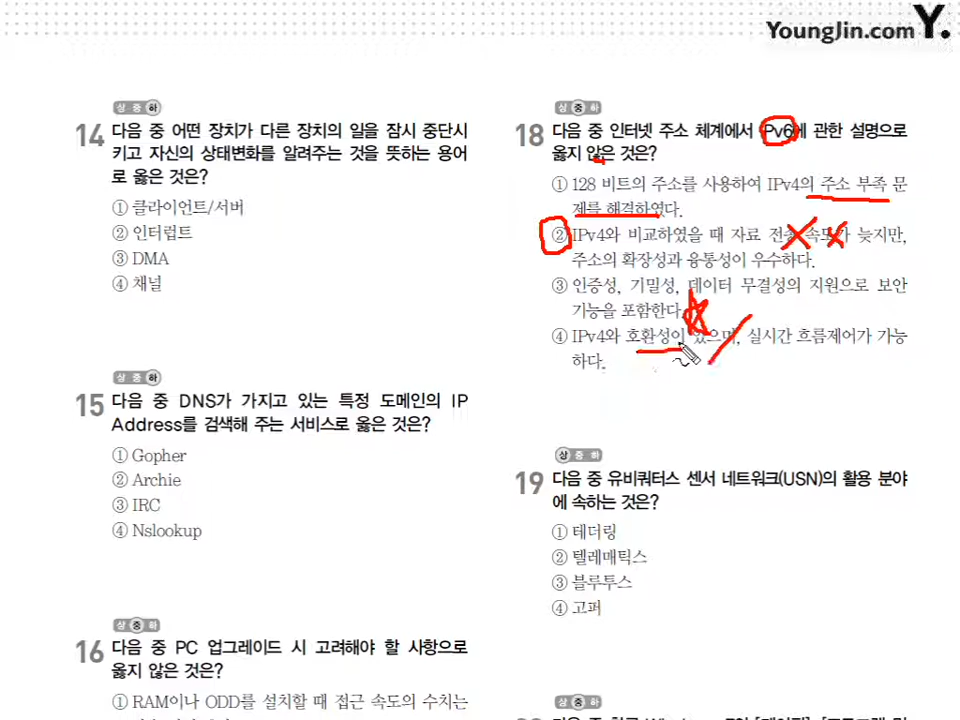 YoungJin.com Y.
상 중 하
14 다음 중 어떤 장치가 다른 장치의 일을 잠시 중단시
키고 자신의 상태변화를 알려주는 것을 뜻하는 용어
로 옳은 것은?
① 클라이언트/서버
② 인터럽트
③ DMA
④ 채널
상 중 하
15 다음 중 DNS가 가지고 있는 특정 도메인의 IP
Address를 검색해 주는 서비스로 옳은 것은?
① Gopher
② Archie
③ IRC
④ Nslookup
상 중 하
16 다음 중 PC 업그레이드 시 고려해야 할 사항으로
옳지 않은 것은?
① RAM이나 ODD를 설치할 때 접근 속도의 수치는
상 중 하
18 다음 중 인터넷 주소 체계에서 IPv6에 관한 설명으로
옳지 않은 것은?
① 128 비트의 주소를 사용하여 IPv4의 주소 부족 문
제를 해결하였다.
② IPv4와 비교하였을 때 자료 전송 속도가 늦지만,
주소의 확장성과 융통성이 우수하다.
③ 인증성, 기밀성, 데이터 무결성의 지원으로 보안
기능을 포함한다.
④ IPv4와 호환성이 있으며, 실시간 흐름제어가 가능
하다.
상 중 하
19 다음 중 유비쿼터스 센서 네트워크(USN)의 활용 분야
에 속하는 것은?
① 테더링
② 텔레매틱스
③ 블루투스
④ 고퍼
상 중 하